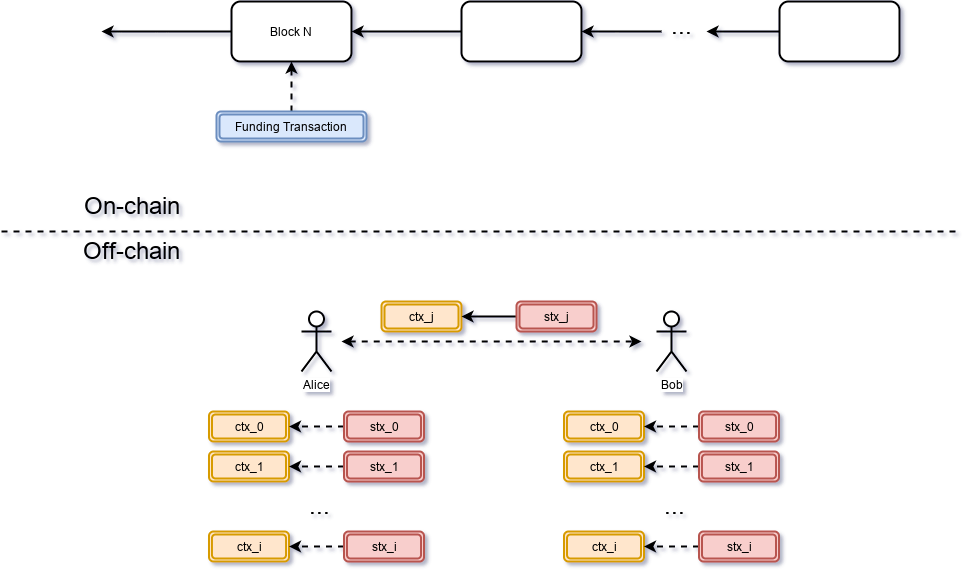 Block N
...
Funding Transaction
On-chain
Off-chain
ctx_j
stx_j
Alice
Bob
ctx_0
stx_0
ctx_0
stx_0
ctx_1
stx_1
ctx_1
stx_1
...
...
ctx_i
stx_i
ctx_i
stx_i